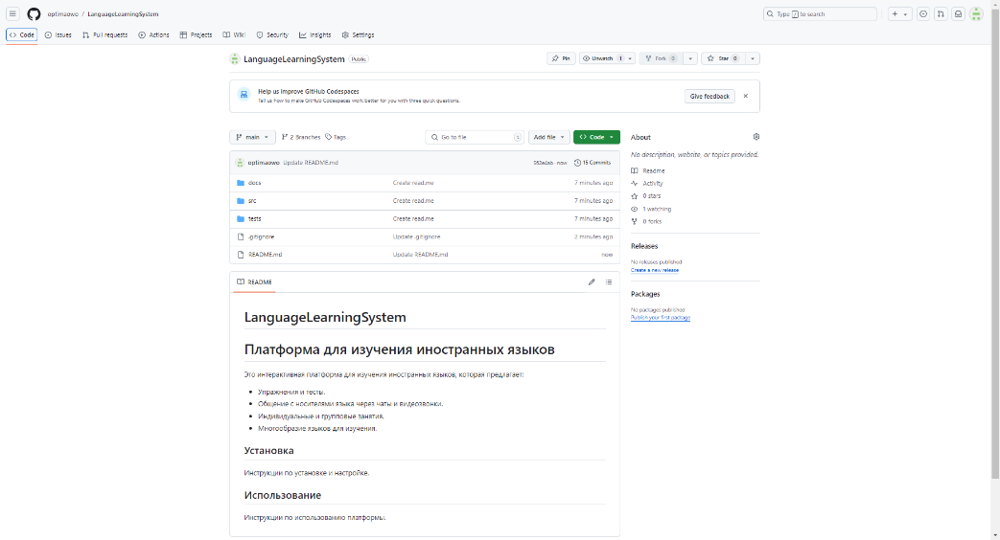 optimaowo / LanguageLearningSystem
Type / to search
Code Issues Pull requests Actions Projects Wiki Security Insights Settings
LanguageLearningSystem Public
Pin Unwatch 1 Fork 0 Star 0
Help us improve GitHub Codespaces
Tell us how to make GitHub Codespaces work better for you with three quick questions.
Give feedback
main 2 Branches Tags
Go to file t
Add file
Code
optimaowo Update README.md
now 15 Commits
docs Create read.me 7 minutes ago
src Create read.me 7 minutes ago
tests Create read.me 7 minutes ago
.gitignore Update .gitignore 2 minutes ago
README.md Update README.md now
README
LanguageLearningSystem
Платформа для изучения иностранных языков
Это интерактивная платформа для изучения иностранных языков, которая предлагает:
Упражнения и тесты.
Общение с носителями языка через чаты и видеозвонки.
Индивидуальные и групповые занятия.
Многообразие языков для изучения.
Установка
Инструкции по установке и настройке.
Использование
Инструкции по использованию платформы.
About
No description, website, or topics provided.
Readme
Activity
0 stars
1 watching
0 forks
Releases
No releases published
Create a new release
Packages
No packages published
Publish your first package